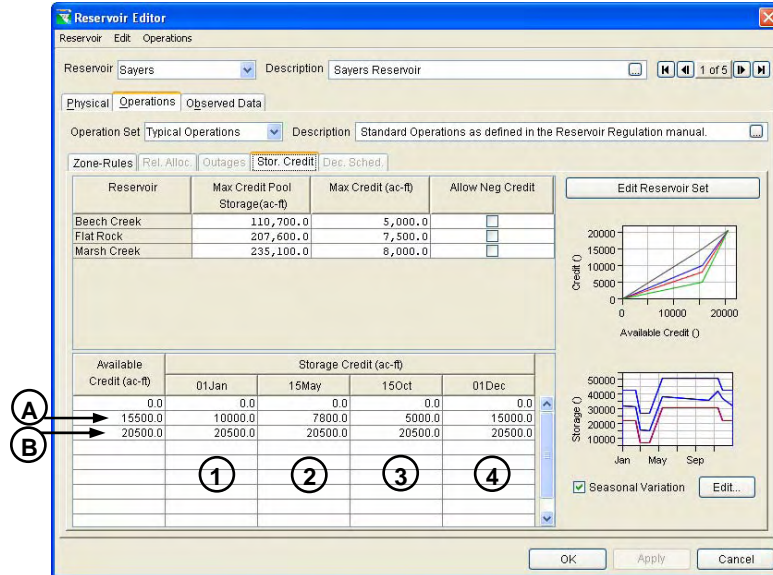 Reservoir Editor
Reservoir Edit Operations
Reservoir Sayers Description Sayers Reservoir ... 1 of 5
Physical Operations Observed Data
Operation Set Typical Operations Description Standard Operations as defined in the Reservoir Regulation manual. ...
Zone-Rules Rel. Alloc. Outages Stor. Credit Dec. Sched.
Reservoir Max Credit Pool Storage(ac-ft) Max Credit (ac-ft) Allow Neg Credit
Beech Creek 110,700.0 5,000.0
Flat Rock 207,600.0 7,500.0
Marsh Creek 235,100.0 8,000.0
Edit Reservoir Set
Credit ()
20000
15000
10000
5000
0
0 10000 20000
Available Credit ()
Available Credit (ac-ft) Storage Credit (ac-ft)
01Jan 15May 15Oct 01Dec
0.0 0.0 0.0 0.0 0.0
A 15500.0 10000.0 7800.0 5000.0 15000.0
B 20500.0 20500.0 20500.0 20500.0 20500.0
1 2 3 4
Storage ()
50000
40000
30000
20000
10000
Jan May Sep
Seasonal Variation Edit...
OK Apply Cancel